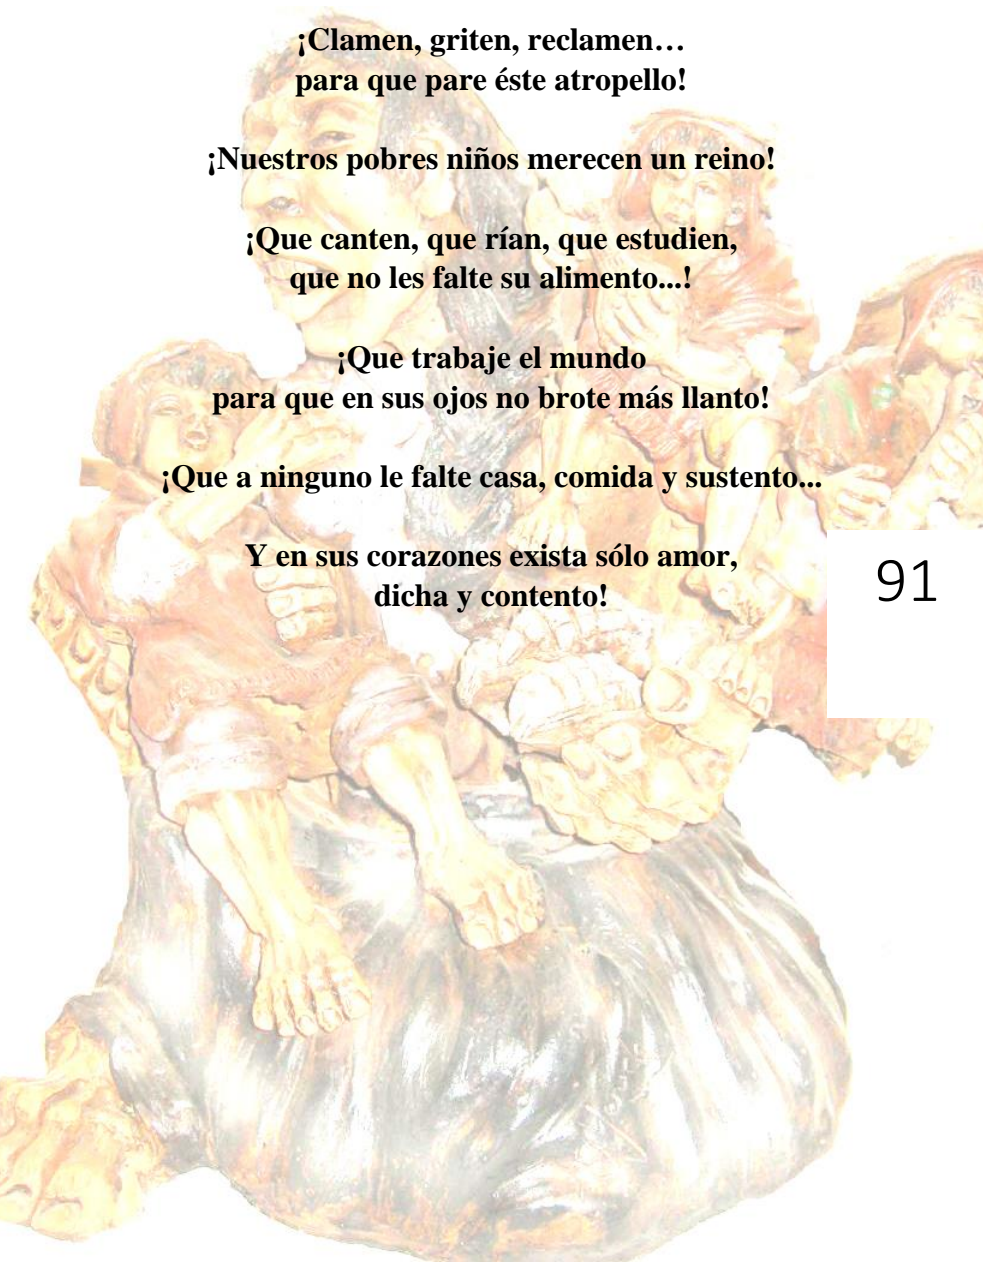 ¡Clamen, griten, reclamen…
para que pare éste atropello!
¡Nuestros pobres niños merecen un reino!
¡Que canten, que rían, que estudien,
que no les falte su alimento...!
¡Que trabaje el mundo
para que en sus ojos no brote más llanto!
¡Que a ninguno le falte casa, comida y sustento...
Y en sus corazones exista sólo amor,
dicha y contento!
91